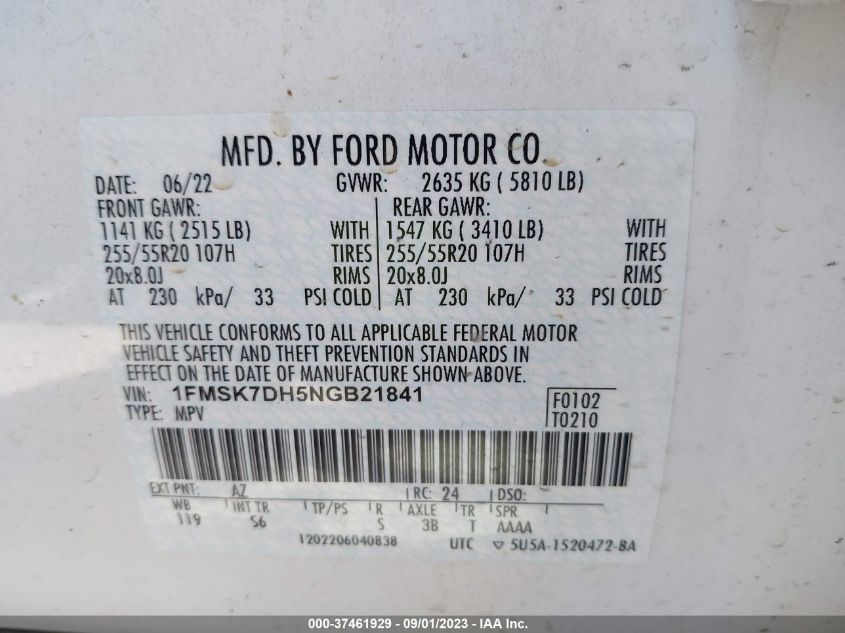 MFD. BY FORD MOTOR CO.
DATE: 06/22 GVWR: 2635 KG ( 5810 LB)
FRONT GAWR: REAR GAWR:
1141 KG ( 2515 LB) WITH 1547 KG ( 3410 LB) WITH
255/55R20 107H TIRES 255/55R20 107H TIRES
20x8.0J RIMS 20x8.0J RIMS
AT 230 kPa/ 33 PSI COLD AT 230 kPa/ 33 PSI COLD
THIS VEHICLE CONFORMS TO ALL APPLICABLE FEDERAL MOTOR
VEHICLE SAFETY AND THEFT PREVENTION STANDARDS IN
EFFECT ON THE DATE OF MANUFACTURE SHOWN ABOVE.
VIN: 1FMSK7DH5NGB21841 F0102
TYPE: MPV T0210
EXT PNT: AZ RC: 24 DSO:
WB INT TR TP/PS R AXLE TR SPR
119 S6 S 3B T AAAA
1202206040838 UTC ▽ 5U5A-1520472-BA
000-37461929 - 09/01/2023 - IAA Inc.